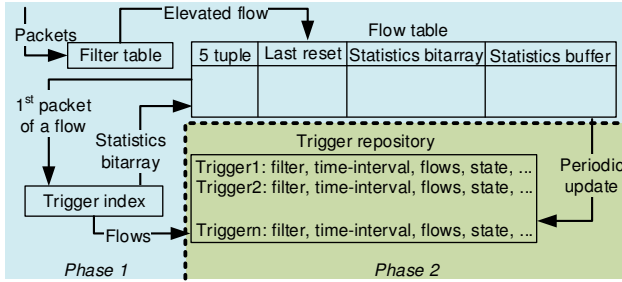 Elevated flow
Packets
Filter table
Flow table
5 tuple
Last reset
Statistics bitarray
Statistics buffer
1st packet
of a flow
Statistics
bitarray
Trigger index
Flows
Trigger repository
Trigger1: filter, time-interval, flows, state, ...
Trigger2: filter, time-interval, flows, state, ...
Triggern: filter, time-interval, flows, state, ...
Periodic
update
Phase 1
Phase 2